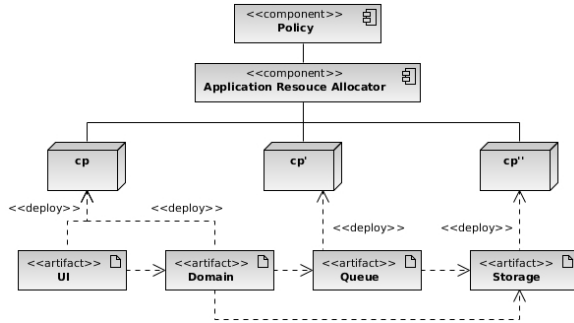 <<component>>
Policy
<<component>>
Application Resouce Allocator
cp
cp'
cp''
<<deploy>>
<<deploy>>
<<deploy>>
<<deploy>>
<<artifact>>
UI
<<artifact>>
Domain
<<artifact>>
Queue
<<artifact>>
Storage